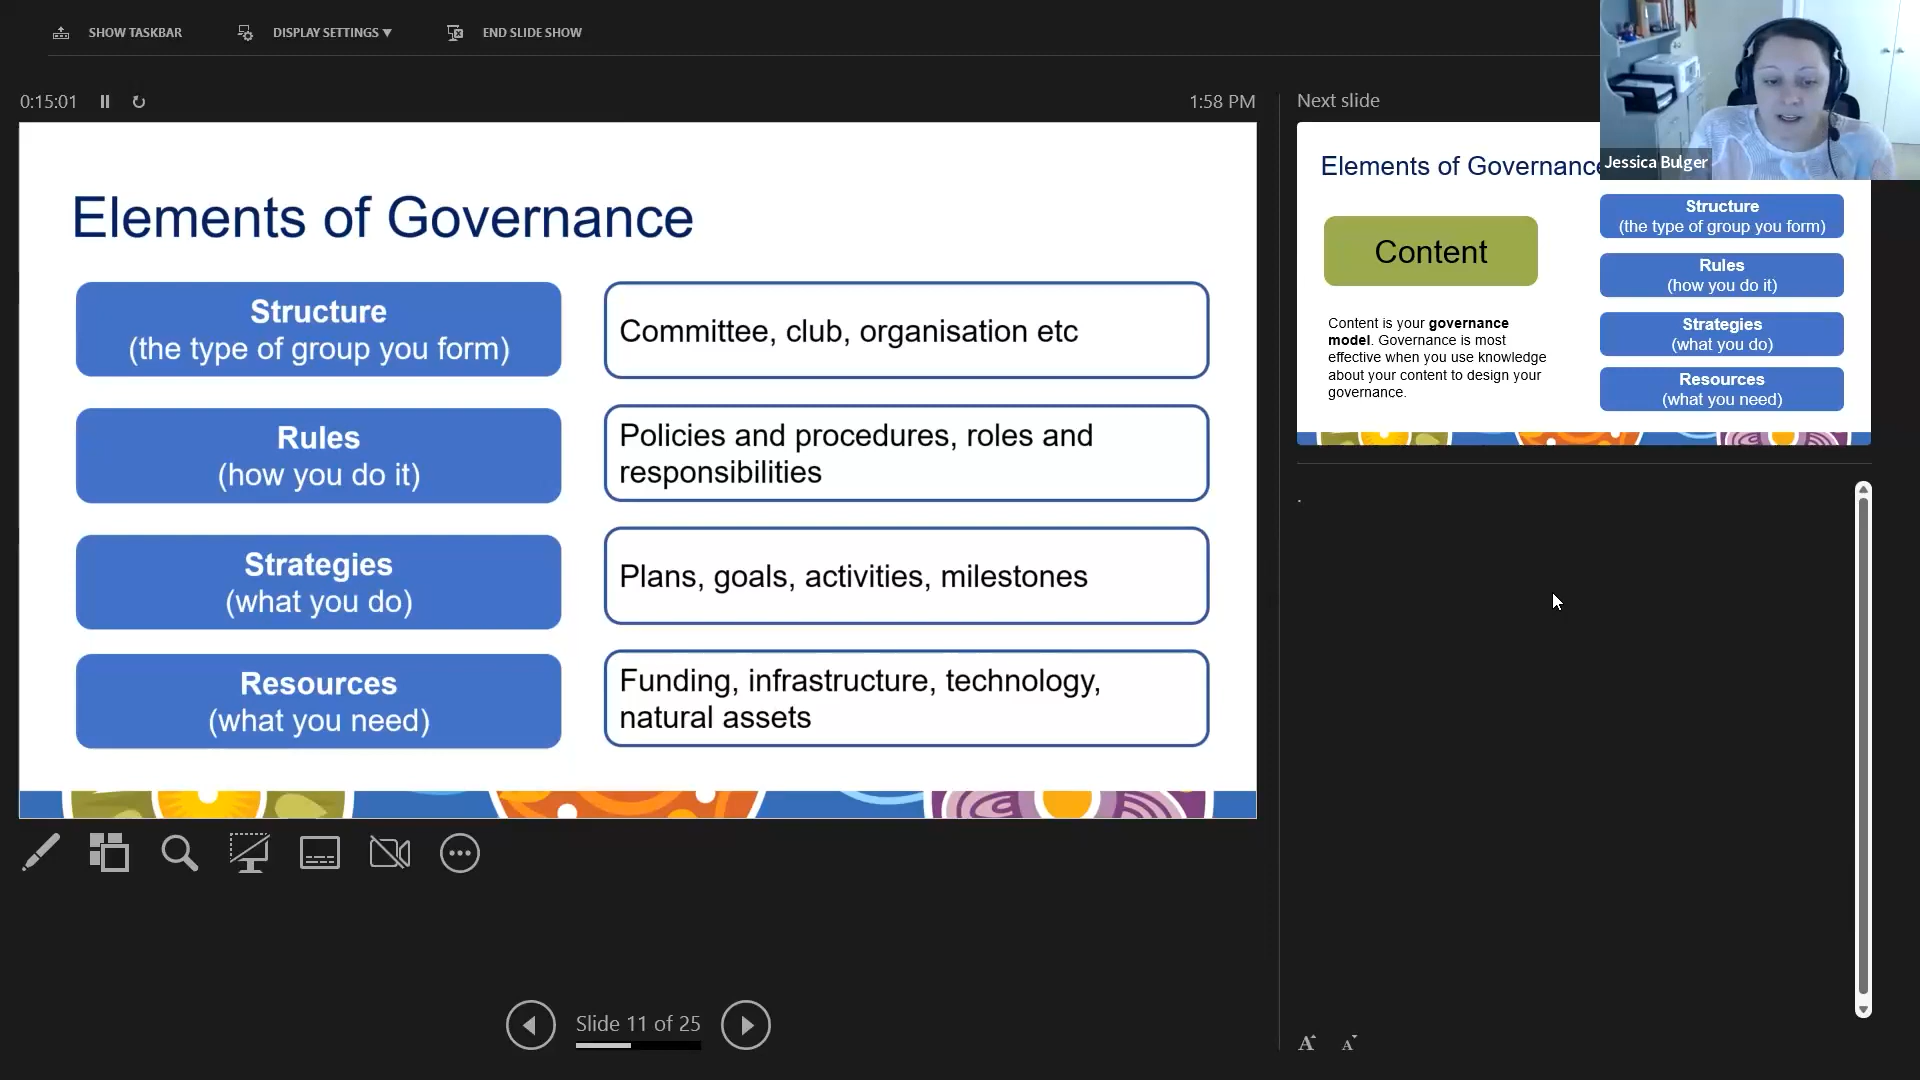 SHOW TASKBAR
DISPLAY SETTINGS ▼
END SLIDE SHOW
0:15:01
1:58 PM
Elements of Governance
Structure
(the type of group you form)
Committee, club, organisation etc
Rules
(how you do it)
Policies and procedures, roles and
responsibilities
Strategies
(what you do)
Plans, goals, activities, milestones
Resources
(what you need)
Funding, infrastructure, technology,
natural assets
Slide 11 of 25
Next slide
Jessica Bulger
Elements of Governance
Content
Content is your governance
model. Governance is most
effective when you use knowledge
about your content to design your
governance.
Structure
(the type of group you form)
Rules
(how you do it)
Strategies
(what you do)
Resources
(what you need)
.
A A